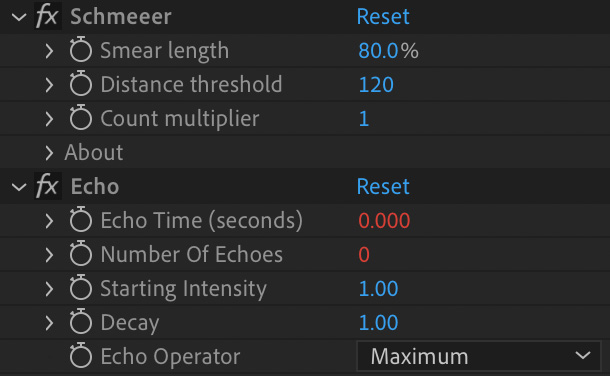 fx Schmeeer Reset
Smear length 80.0%
Distance threshold 120
Count multiplier 1
About
fx Echo Reset
Echo Time (seconds) 0.000
Number Of Echoes 0
Starting Intensity 1.00
Decay 1.00
Echo Operator Maximum